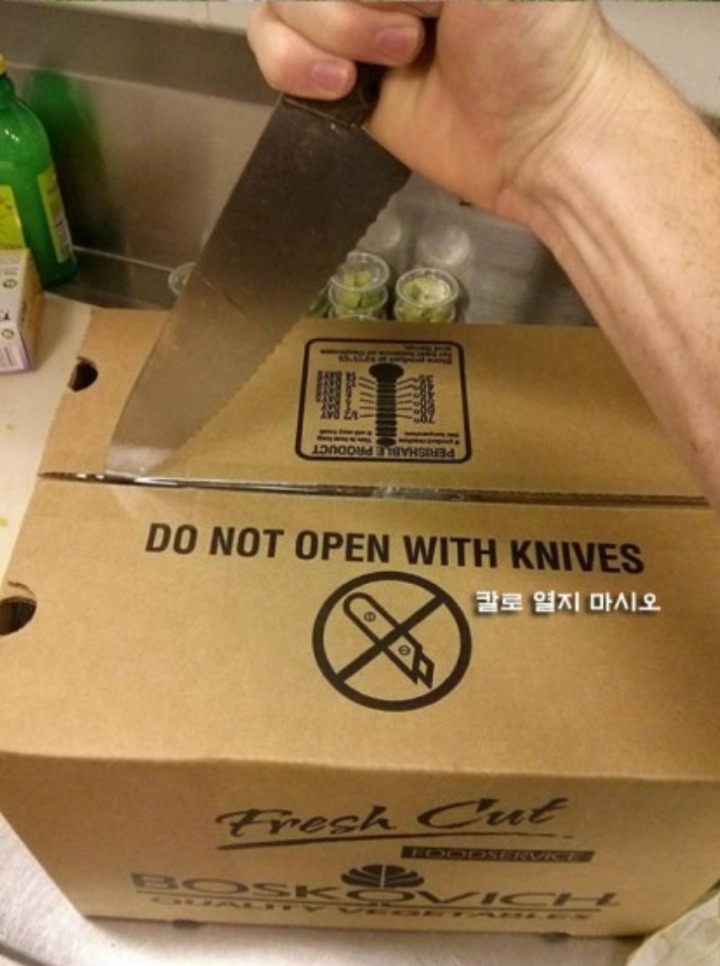 PERISHABLE PRODUCT
DO NOT OPEN WITH KNIVES
칼로 열지 마시오
Fresh Cut
FOODSERVICE
BOSKOVICH
QUALITY VEGETABLES